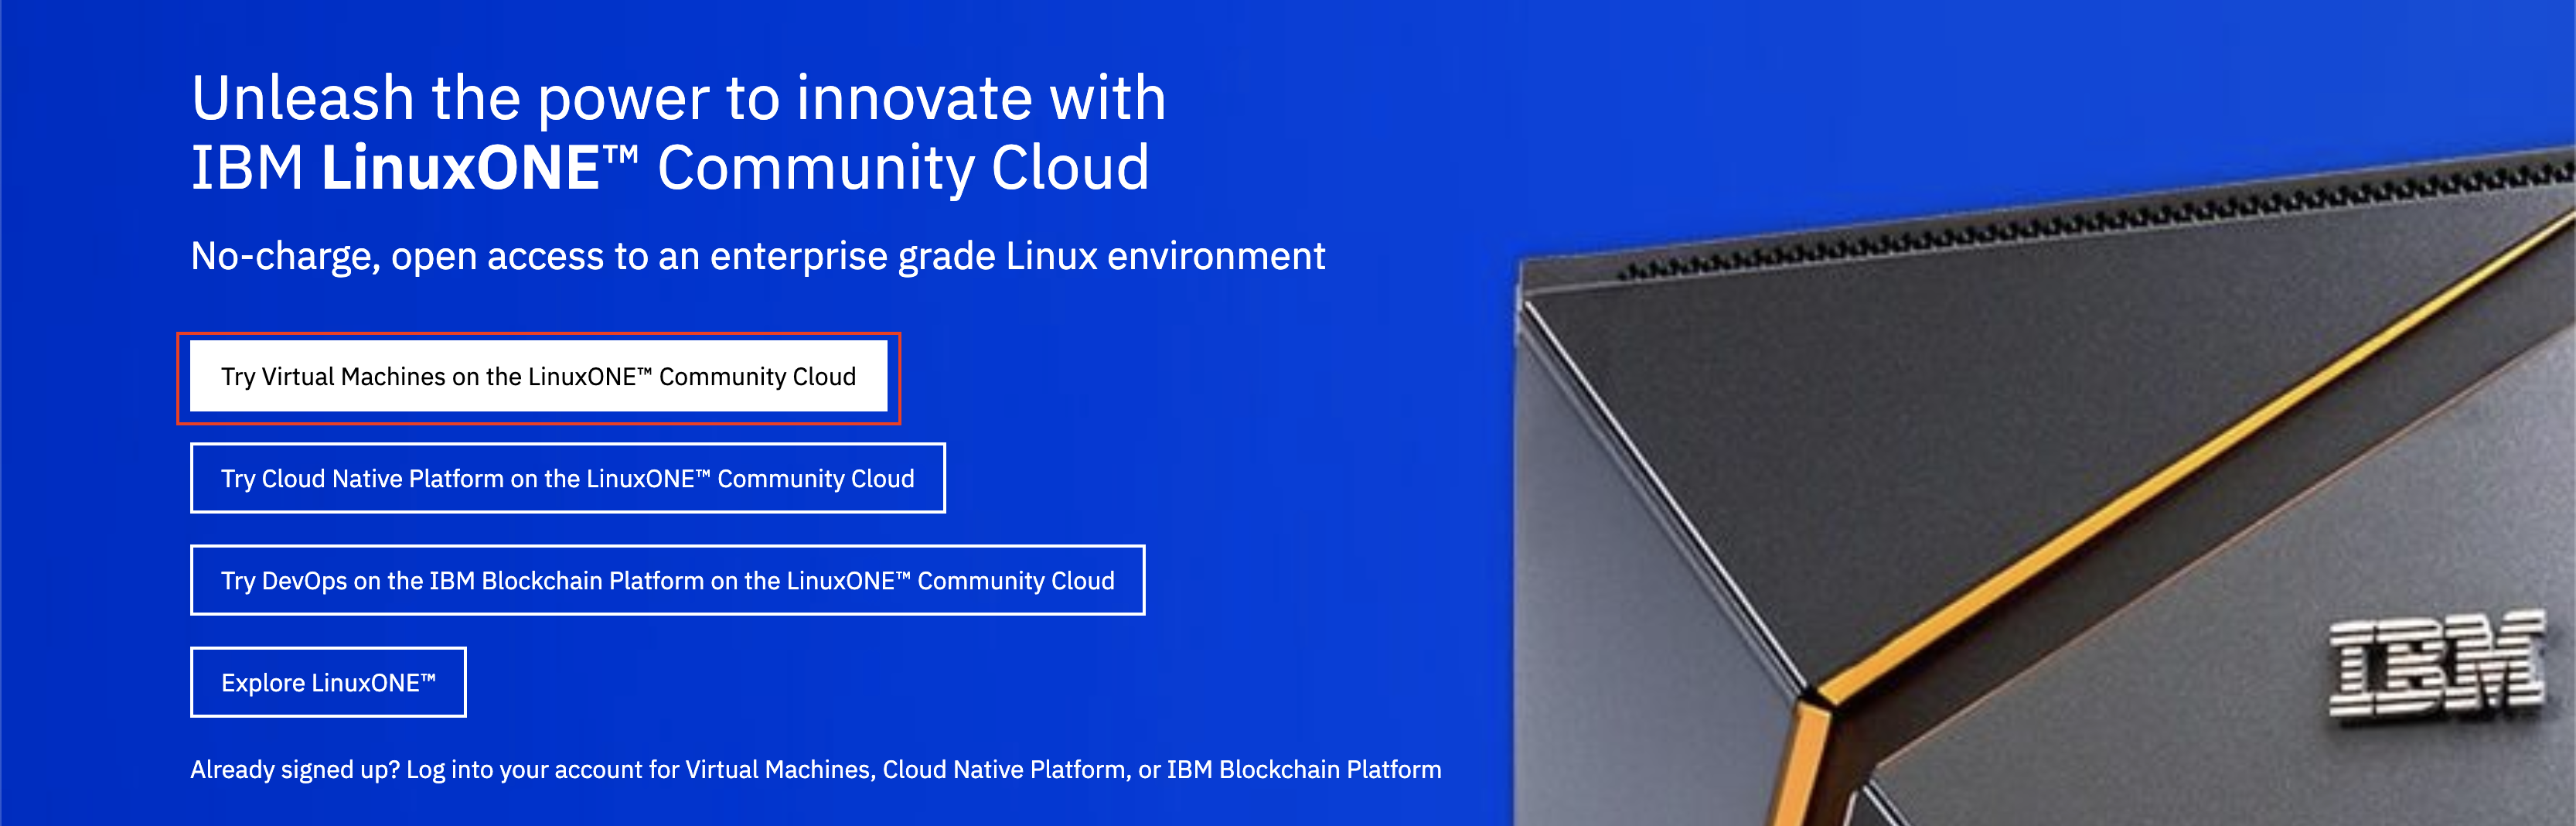 Unleash the power to innovate with
IBM LinuxONE™ Community Cloud
No-charge, open access to an enterprise grade Linux environment
Try Virtual Machines on the LinuxONE™ Community Cloud
Try Cloud Native Platform on the LinuxONE™ Community Cloud
Try DevOps on the IBM Blockchain Platform on the LinuxONE™ Community Cloud
Explore LinuxONE™
Already signed up? Log into your account for Virtual Machines, Cloud Native Platform, or IBM Blockchain Platform
IBM